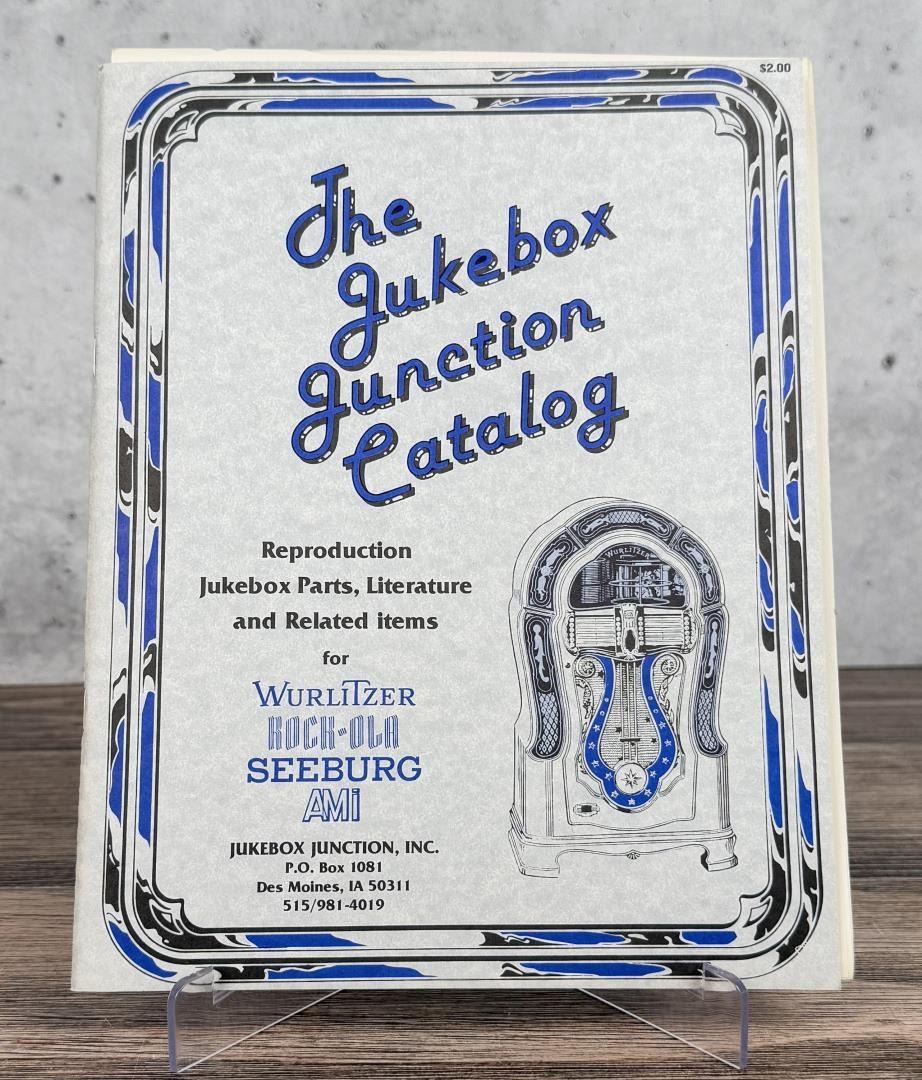 $2.00
The
Jukebox
Junction
Catalog
Reproduction
Jukebox Parts, Literature
and Related items
for
WURLITZER
ROCK-OLA
SEEBURG
AMi
WURLITZER
JUKEBOX JUNCTION, INC.
P.O. Box 1081
Des Moines, IA 50311
515/981-4019